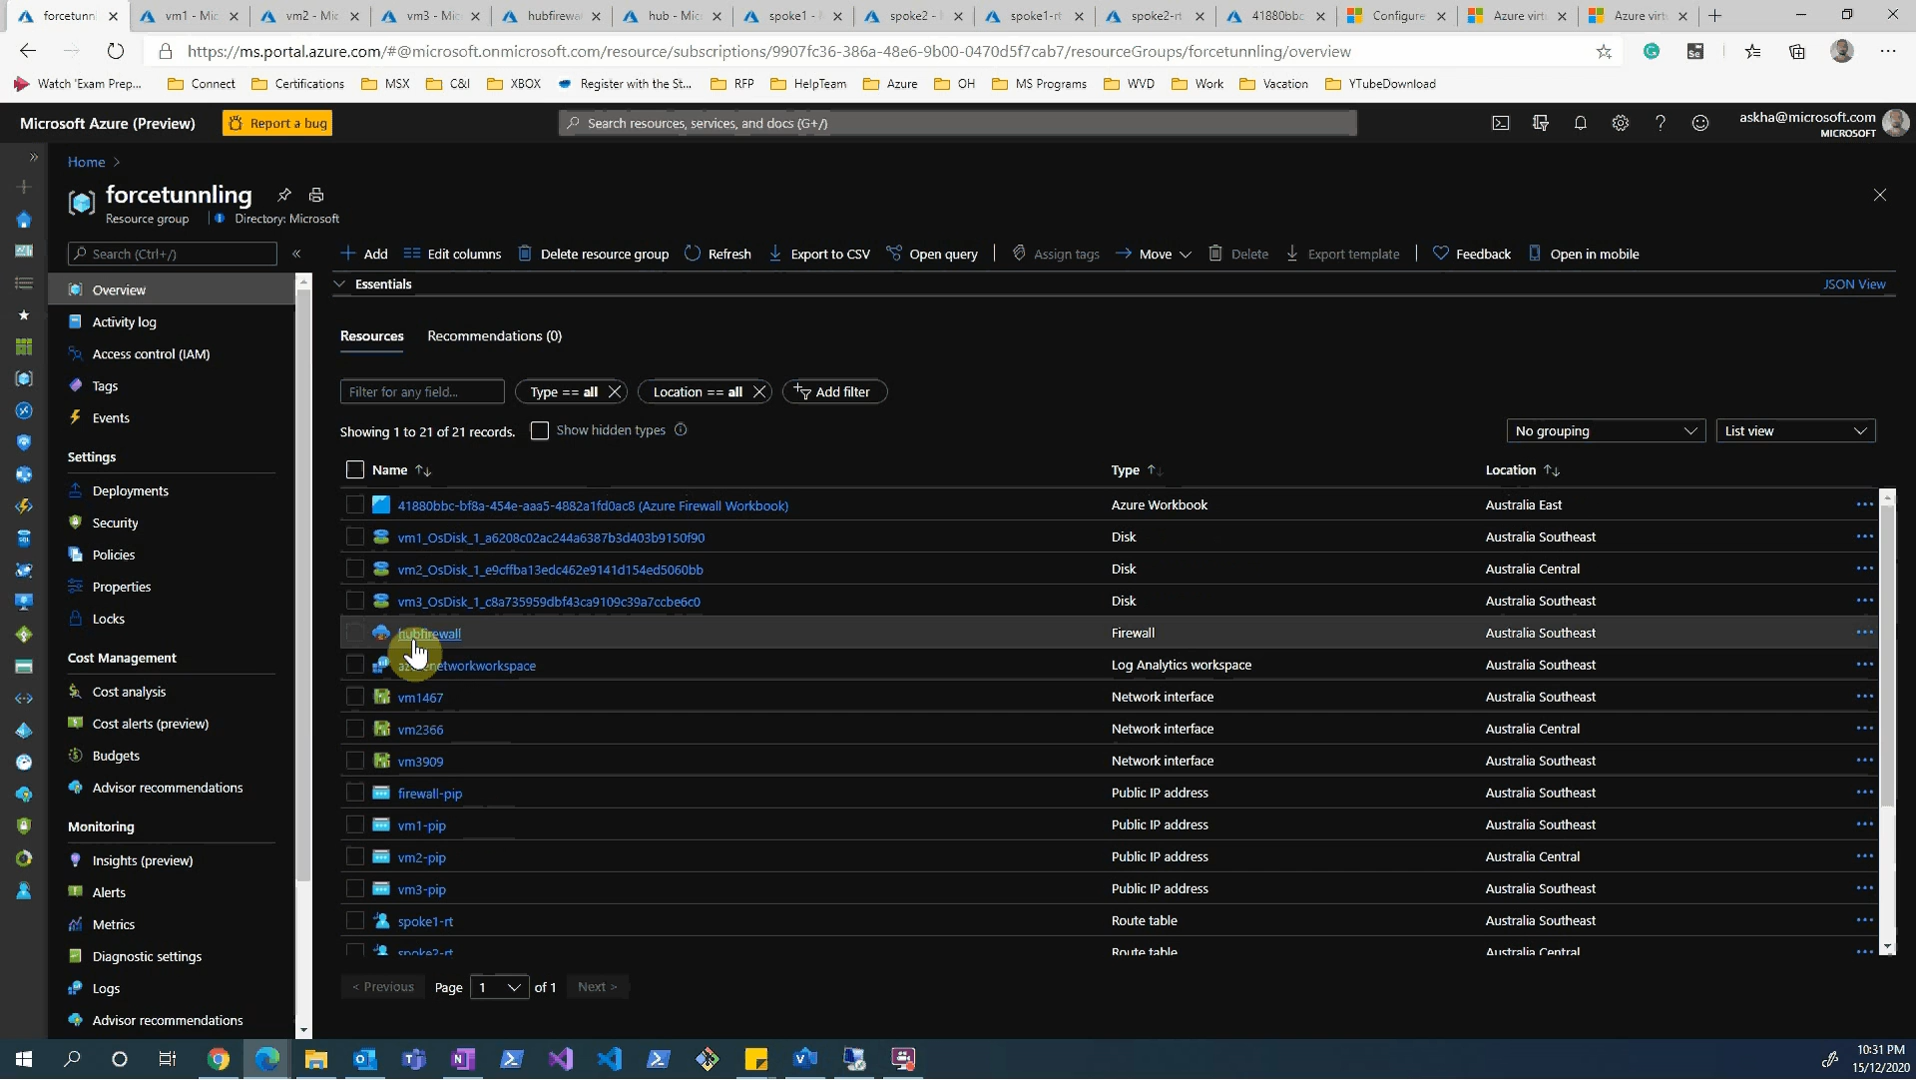 forcetunnl
vm1 - Mic
vm2 - Mic
vm3 - Mic
hubfirewa
hub - Mic
spoke1 - M
spoke2 - M
spoke1-rt
spoke2-rt
41880bbc
Configure
Azure virt
Azure virt
https://ms.portal.azure.com/#@microsoft.onmicrosoft.com/resource/subscriptions/9907fc36-386a-48e6-9b00-0470d5f7cab7/resourceGroups/forcetunnling/overview
Watch 'Exam Prep...
Connect
Certifications
MSX
C&I
XBOX
Register with the St...
RFP
HelpTeam
Azure
OH
MS Programs
WVD
Work
Vacation
YTubeDownload
Microsoft Azure (Preview)
Report a bug
Search resources, services, and docs (G+/)
askha@microsoft.com
MICROSOFT
Home >
forcetunnling
Resource group
Directory: Microsoft
Search (Ctrl+/)
Add
Edit columns
Delete resource group
Refresh
Export to CSV
Open query
Assign tags
Move
Delete
Export template
Feedback
Open in mobile
Essentials
JSON View
Overview
Activity log
Access control (IAM)
Tags
Events
Settings
Deployments
Security
Policies
Properties
Locks
Cost Management
Cost analysis
Cost alerts (preview)
Budgets
Advisor recommendations
Monitoring
Insights (preview)
Alerts
Metrics
Diagnostic settings
Logs
Advisor recommendations
Resources
Recommendations (0)
Filter for any field...
Type == all
Location == all
Add filter
Showing 1 to 21 of 21 records.
Show hidden types
No grouping
List view
Name
Type
Location
41880bbc-bf8a-454e-aaa5-4882a1fd0ac8 (Azure Firewall Workbook)
Azure Workbook
Australia East
vm1_OsDisk_1_a6208c02ac244a6387b3d403b9150f90
Disk
Australia Southeast
vm2_OsDisk_1_e9cffba13edc462e9141d154ed5060bb
Disk
Australia Central
vm3_OsDisk_1_c8a735959dbf43ca9109c39a7ccbe6c0
Disk
Australia Southeast
hubfirewall
Firewall
Australia Southeast
networkworkspace
Log Analytics workspace
Australia Southeast
vm1467
Network interface
Australia Southeast
vm2366
Network interface
Australia Central
vm3909
Network interface
Australia Southeast
firewall-pip
Public IP address
Australia Southeast
vm1-pip
Public IP address
Australia Southeast
vm2-pip
Public IP address
Australia Central
vm3-pip
Public IP address
Australia Southeast
spoke1-rt
Route table
Australia Southeast
spoke2-rt
Route table
Australia Central
< Previous
Page 1 of 1
Next >
10:31 PM
15/12/2020